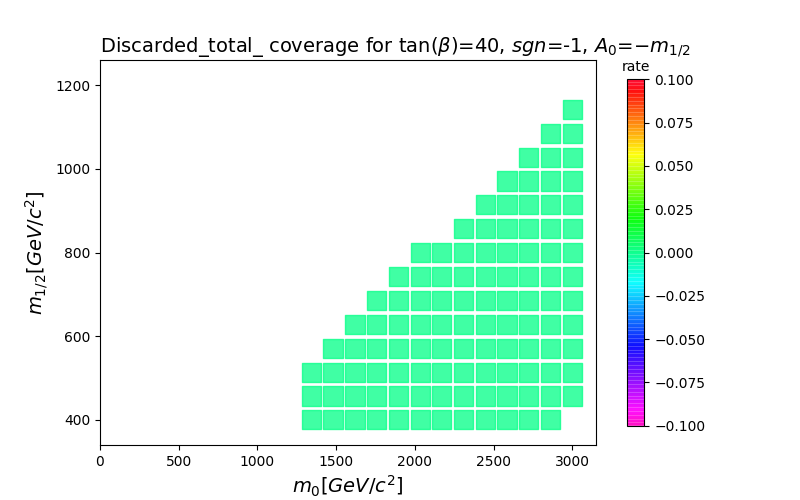 Discarded_total_ coverage for tan(β)=40, sgn=-1, A₀=−m₁/₂
rate
1200
1000
800
600
400
m₁/₂[GeV/c²]
0 500 1000 1500 2000 2500 3000
m₀[GeV/c²]
0.100
0.075
0.050
0.025
0.000
−0.025
−0.050
−0.075
−0.100